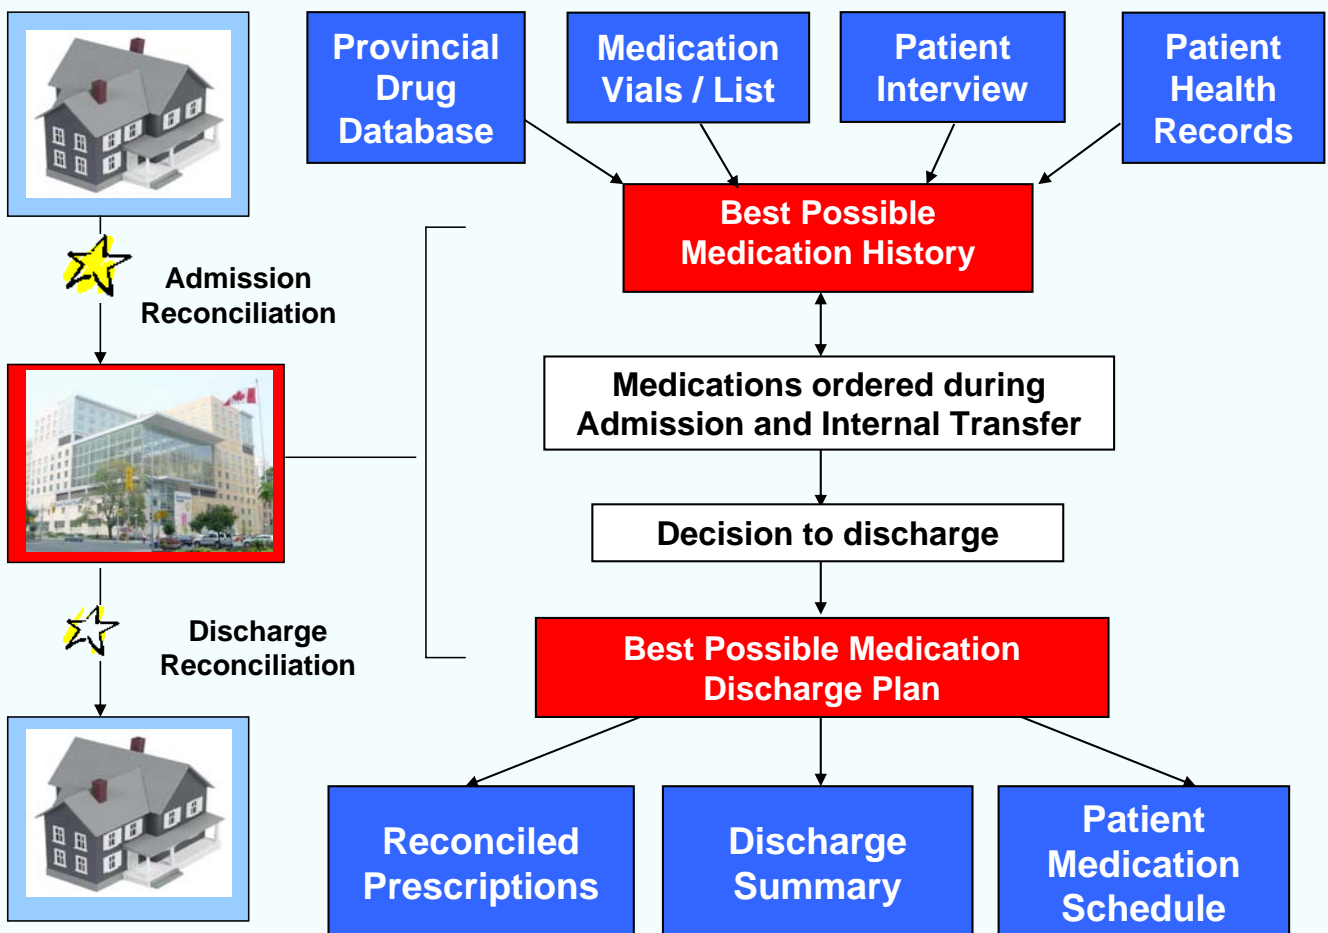 Provincial
Drug
Database
Medication
Vials / List
Patient
Interview
Patient
Health
Records
Best Possible
Medication History
Admission
Reconciliation
Medications ordered during
Admission and Internal Transfer
Decision to discharge
Discharge
Reconciliation
Best Possible Medication
Discharge Plan
Reconciled
Prescriptions
Discharge
Summary
Patient
Medication
Schedule